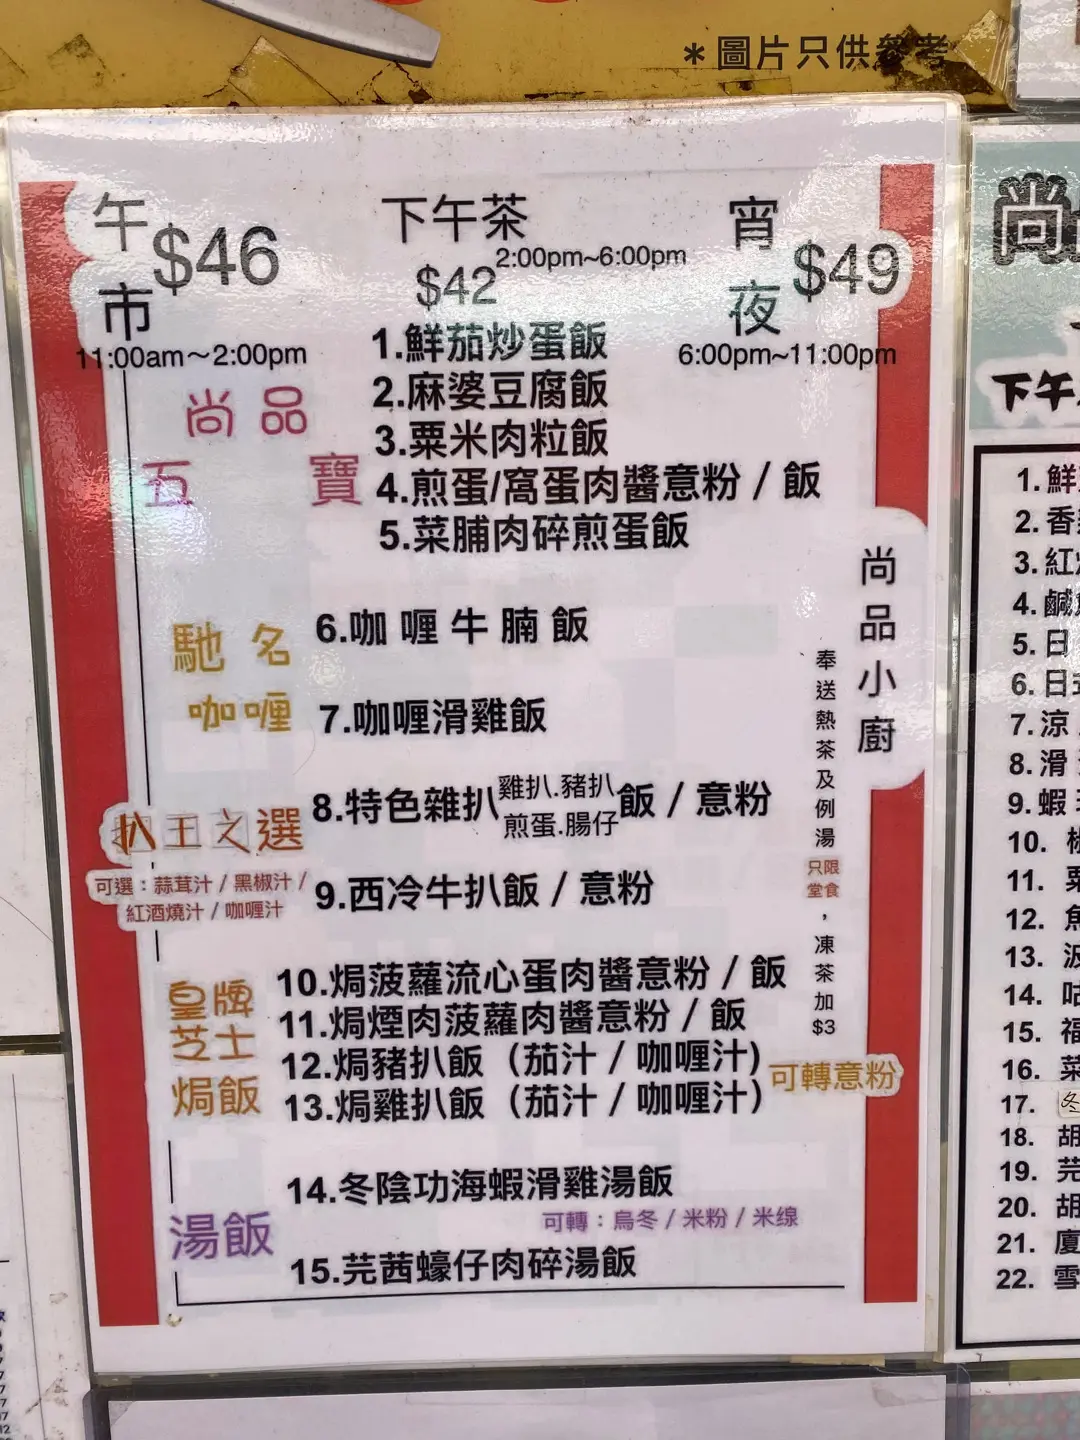 ＊圖片只供參考
午市 $46
11:00am～2:00pm
下午茶
2:00pm~6:00pm
$42
宵夜 $49
6:00pm~11:00pm
尚品五寶
1.鮮茄炒蛋飯
2.麻婆豆腐飯
3.粟米肉粒飯
4.煎蛋/窩蛋肉醬意粉 / 飯
5.菜脯肉碎煎蛋飯
馳名咖喱
6.咖喱牛腩飯
7.咖喱滑雞飯
扒王之選
可選：蒜茸汁 / 黑椒汁 /
紅酒燒汁 / 咖喱汁
8.特色雜扒 雞扒.豬扒 煎蛋.腸仔 飯 / 意粉
9.西冷牛扒飯 / 意粉
皇牌
芝士
焗飯
10.焗菠蘿流心蛋肉醬意粉 / 飯
11.焗煙肉菠蘿肉醬意粉 / 飯
12.焗豬扒飯（茄汁 / 咖喱汁)
13.焗雞扒飯（茄汁 / 咖喱汁）
可轉意粉
湯飯
14.冬陰功海蝦滑雞湯飯
可轉：烏冬 / 米粉 / 米线
15.芫茜蠔仔肉碎湯飯
尚品小廚
奉送熱茶及例湯只限堂食，凍茶加$3
尚
下午
1.鮮
2.香
3.紅
4.鹹
5.日
6.日式
7.涼
8.滑
9.蝦
10.
11.粟
12.魚
13.
14.咕
15.福
16.菜
17.冬
18.胡
19.芫
20.胡
21.廈
22.雪